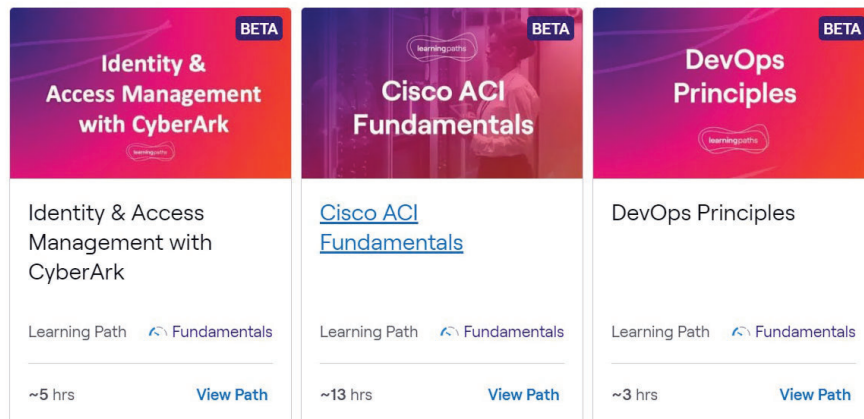 BETA
Identity &
Access Management
with CyberArk
learningpaths
Identity & Access
Management with
CyberArk
Learning Path Fundamentals
~5 hrs View Path
BETA
learningpaths
Cisco ACI
Fundamentals
Cisco ACI
Fundamentals
Learning Path Fundamentals
~13 hrs View Path
BETA
DevOps
Principles
learningpaths
DevOps Principles
Learning Path Fundamentals
~3 hrs View Path